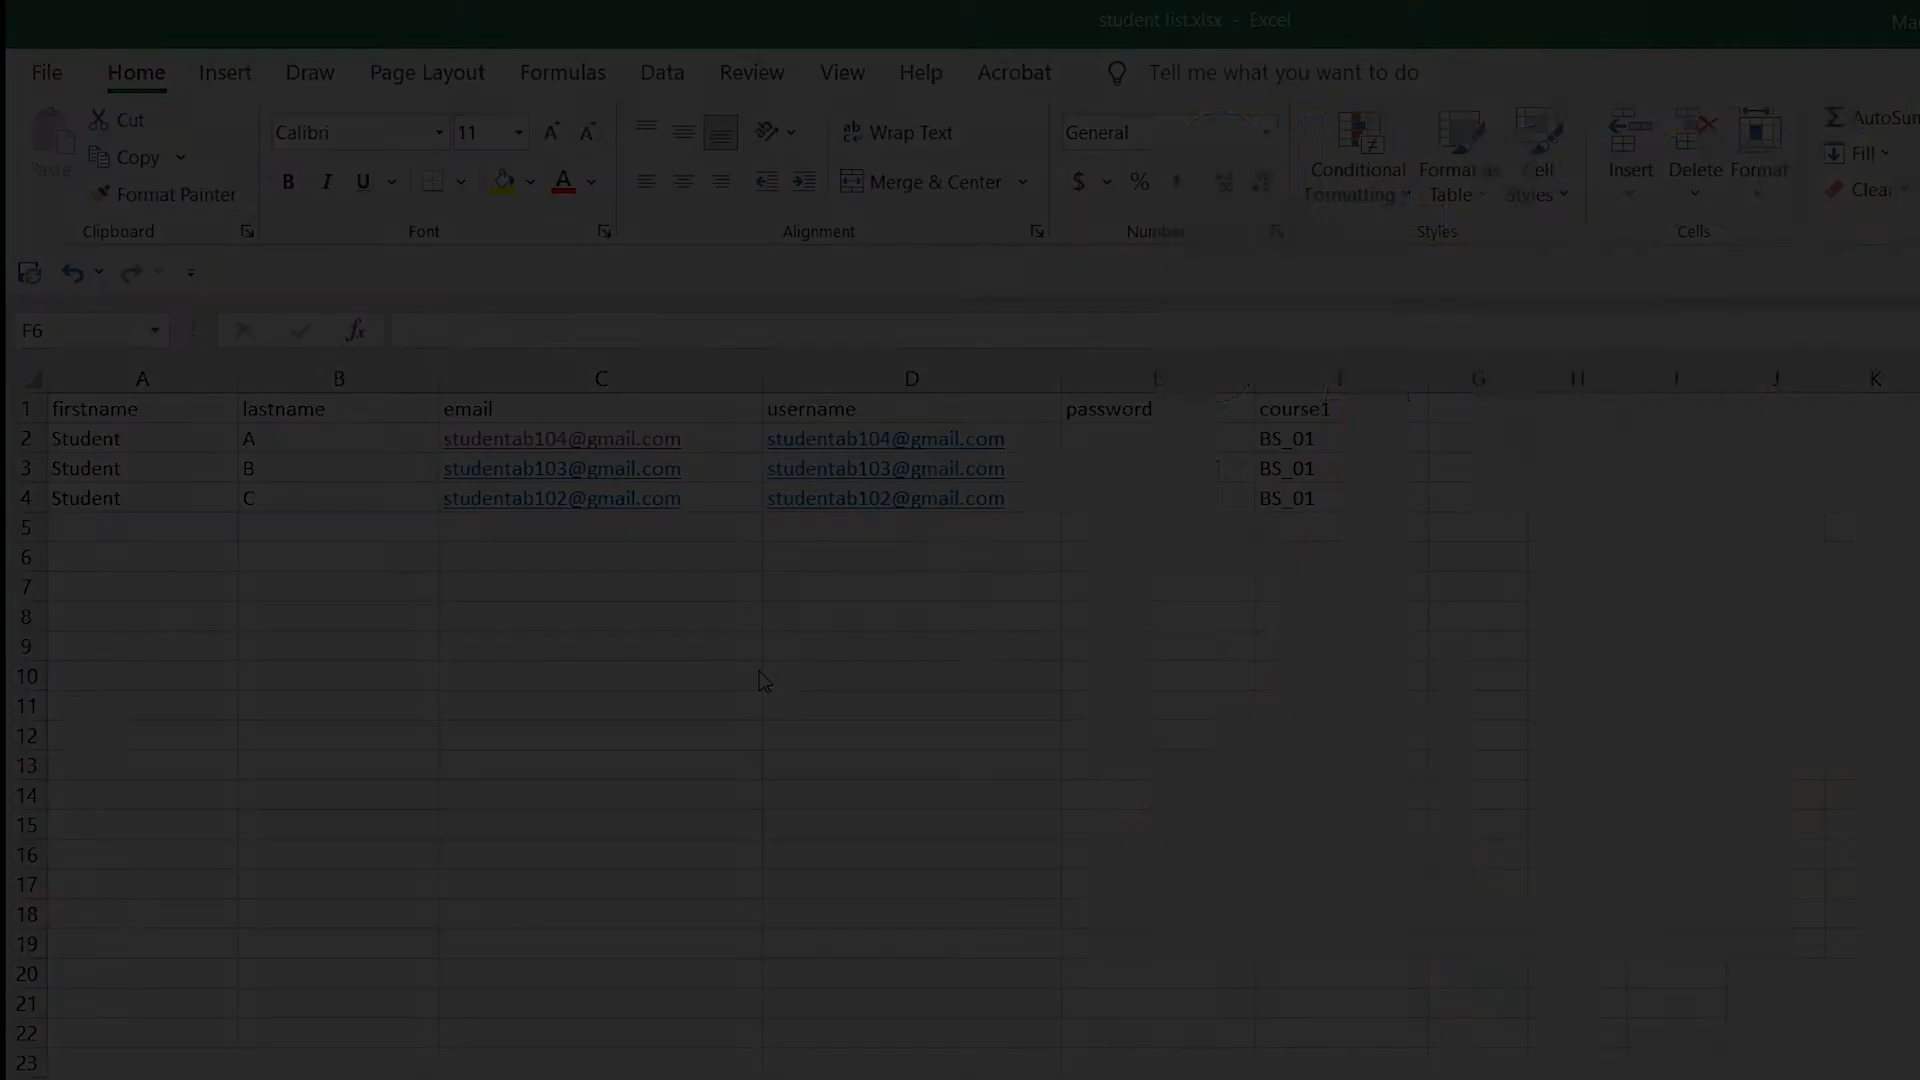 student list.xlsx - Excel
File Home Insert Draw Page Layout Formulas Data Review View Help Acrobat Tell me what you want to do
Cut
Copy
Format Painter
Paste
Clipboard
Calibri 11
B I U A
Font
ab Wrap Text
Merge & Center
Alignment
General
$ %
Number
Conditional Formatting
Format as Table
Cell Styles
Styles
Insert Delete Format
Cells
Σ AutoSum
Fill
Clear
F6 fx
A B C D E G H I J K
1 firstname lastname email username password course1
2 Student A studentab104@gmail.com studentab104@gmail.com BS_01
3 Student B studentab103@gmail.com studentab103@gmail.com BS_01
4 Student C studentab102@gmail.com studentab102@gmail.com BS_01
5
6
7
8
9
10
11
12
13
14
15
16
17
18
19
20
21
22
23